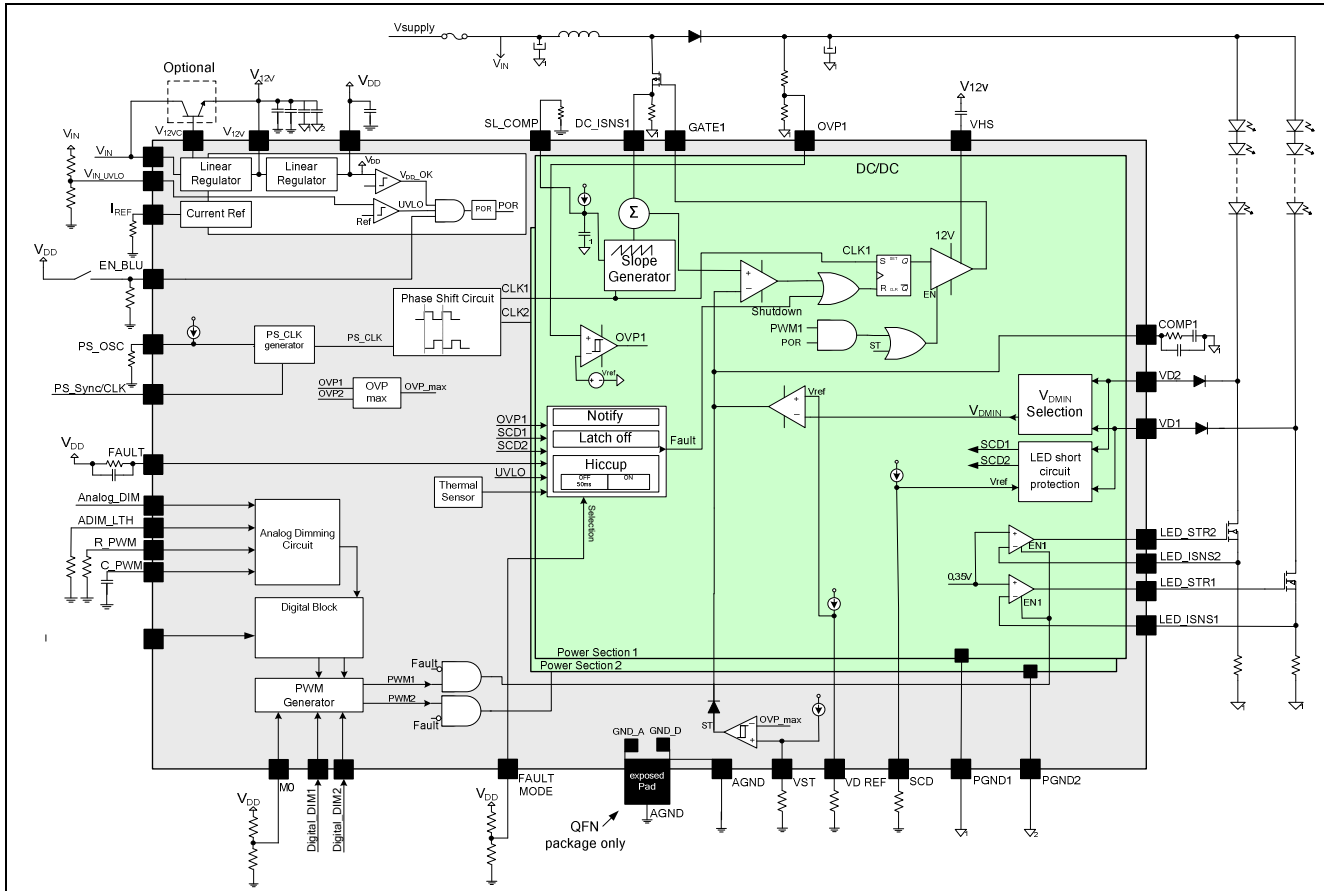 Vsupply
VIN
Optional
V12V
VDD
V12v
V12VC
V12V
SL_COMP
DC_ISNS1
GATE1
OVP1
VHS
VIN
VIN
VIN_UVLO
Linear Regulator
Linear Regulator
VDD
VDD_OK
DC/DC
IREF
Current Ref
UVLO
Ref
POR
POR
Σ
1
12V
VDD
EN_BLU
Slope Generator
CLK1
S
SET
Q
R
CLR
Q
EN
Phase Shift Circuit
CLK1
CLK2
Shutdown
PS_OSC
PS_CLK generator
PS_CLK
PWM1
POR
ST
COMP1
OVP1
Vref
PS_Sync/CLK
OVP1
OVP2
OVP max
OVP_max
VD2
Vref
VDMIN
VDMIN Selection
VD1
VDD
FAULT
OVP1
SCD1
SCD2
UVLO
Notify
Latch off
Hiccup
OFF 50ms
ON
Fault
SCD1
SCD2
Vref
LED short circuit protection
Thermal Sensor
Selection
Analog_DIM
ADIM_LTH
R_PWM
C_PWM
Analog Dimming Circuit
LED_STR2
EN1
LED_ISNS2
0,35V
LED_STR1
EN1
LED_ISNS1
Digital Block
Power Section 1
Power Section 2
Fault
PWM1
PWM2
PWM Generator
Fault
ST
OVP_max
GND_A
GND_D
M0
Digital_DIM1
Digital_DIM2
FAULT MODE
exposed Pad
AGND
AGND
VST
VD REF
SCD
PGND1
PGND2
VDD
VDD
QFN package only
1
2